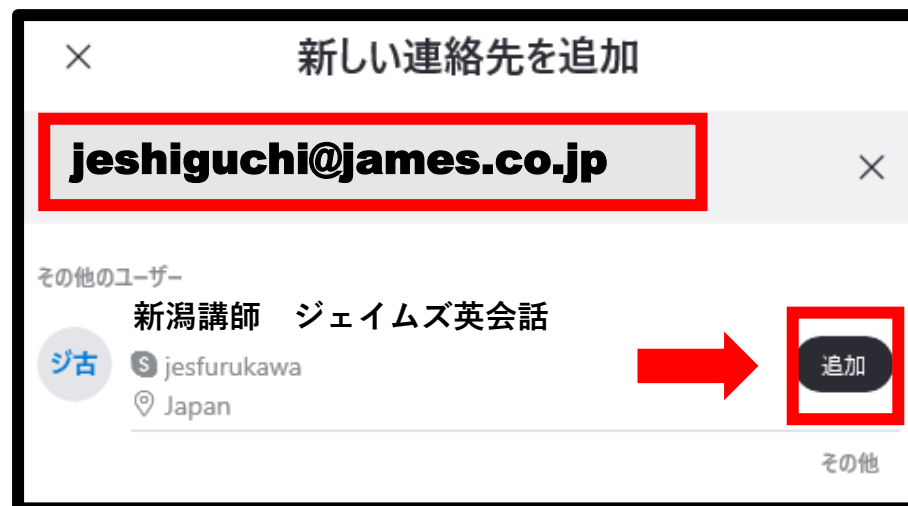 新しい連絡先を追加
jeshiguchi@james.co.jp
その他のユーザー
新潟講師　ジェイムズ英会話
ジ古
S jesfurukawa
追加
Japan
その他